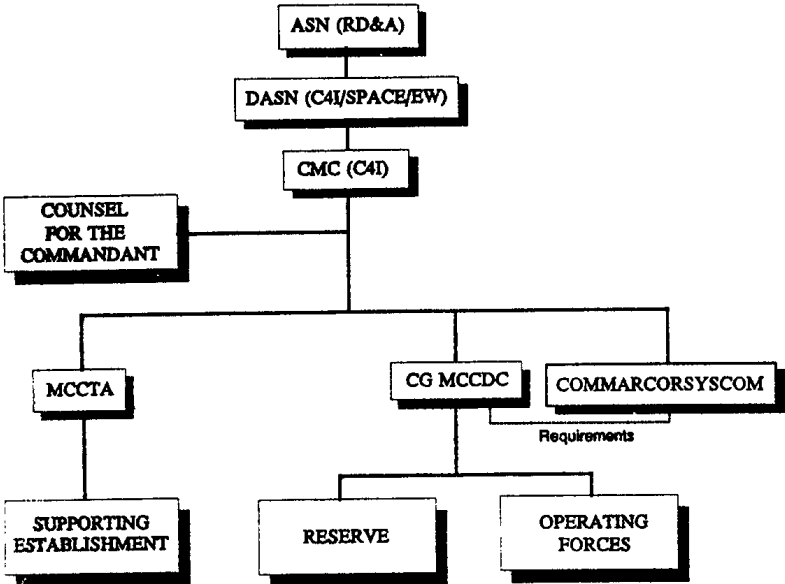 ASN (RD&A)
DASN (C4I/SPACE/EW)
CMC (C4I)
COUNSEL
FOR THE
COMMANDANT
MCCTA
CG MCCDC
COMMARCORSYSCOM
Requirements
SUPPORTING
ESTABLISHMENT
RESERVE
OPERATING
FORCES